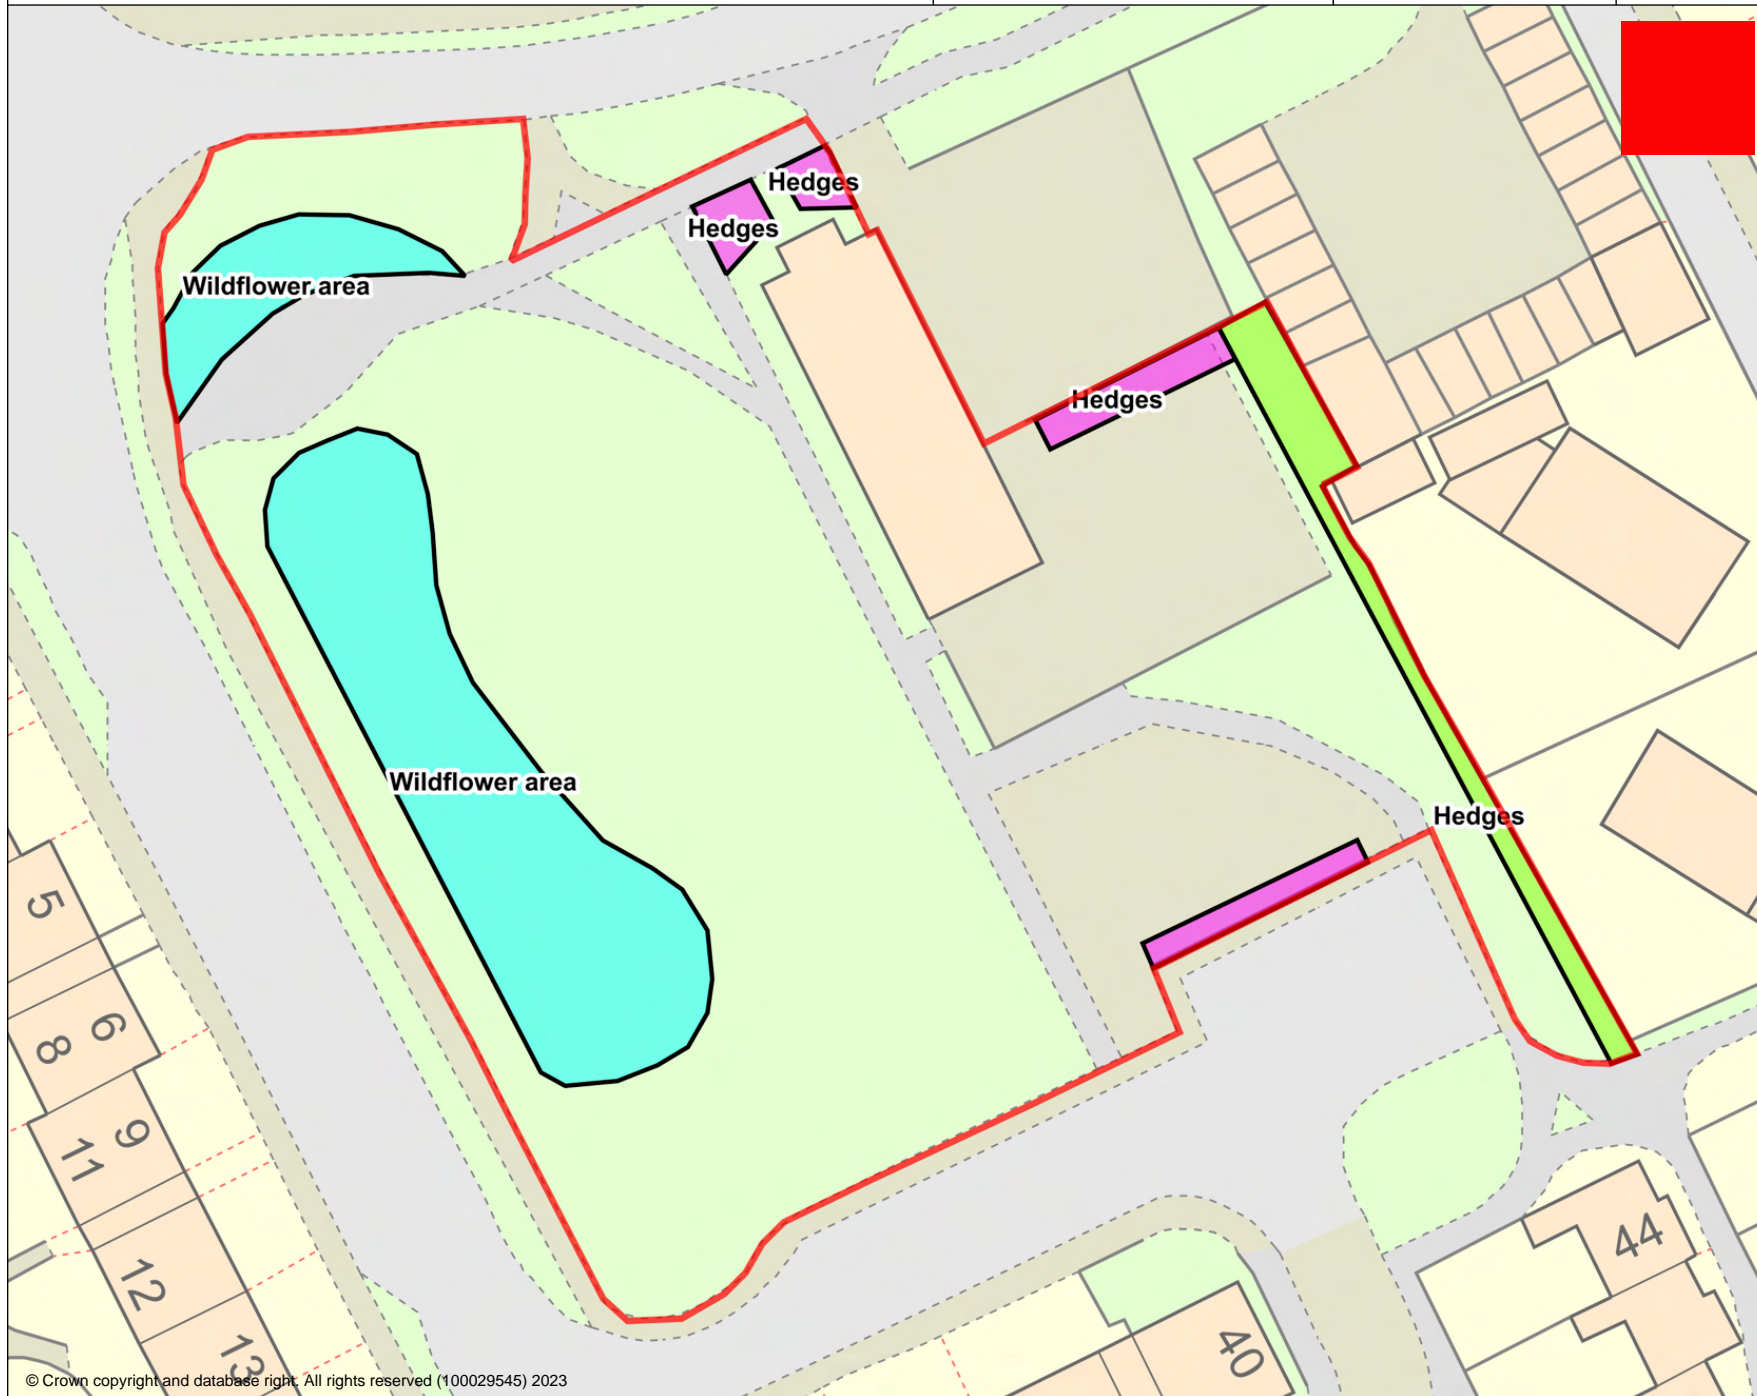 Hedges
Hedges
Wildflower area
Hedges
Wildflower area
Hedges
5
6
8
9
11
12
13
44
40
© Crown copyright and database right. All rights reserved (100029545) 2023